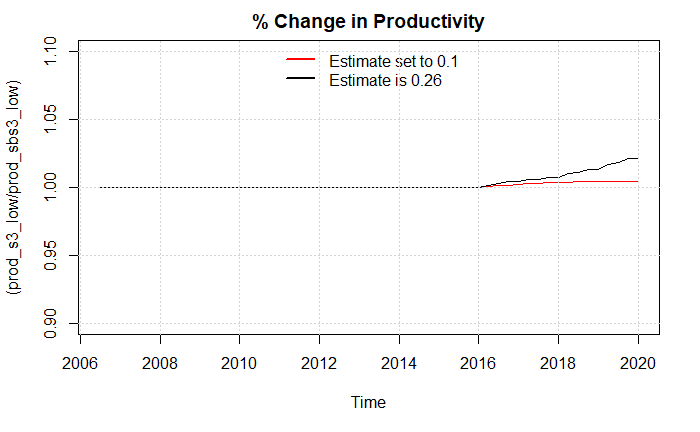 % Change in Productivity
Estimate set to 0.1
Estimate is 0.26
(prod_s3_low/prod_sbs3_low)
1.10
1.05
1.00
0.95
0.90
2006 2008 2010 2012 2014 2016 2018 2020
Time